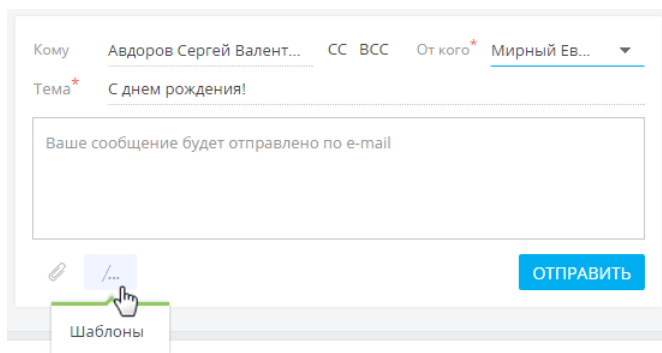 Кому Авдоров Сергей Валент... CC BCC От кого* Мирный Ев...
Тема* С днем рождения!
Ваше сообщение будет отправлено по e-mail
/... ОТПРАВИТЬ
Шаблоны